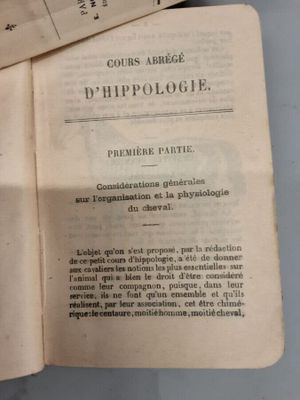 COURS ABRÉGÉ
D'HIPPOLOGIE.
PREMIÈRE PARTIE.
Considérations générales
sur l'organisation et la physiologie
du cheval.
L'objet qu'on s'est proposé, par la rédaction
de ce petit cours d'hippologie, a été de donner
aux cavaliers les notions les plus essentielles sur
l'animal qui a bien le droit d'être considéré
comme leur compagnon, puisque, dans leur
service, ils ne font qu'un ensemble et qu'ils
réalisent, par leur association, cet être chimé-
rique: le centaure, moitié homme, moitié cheval,